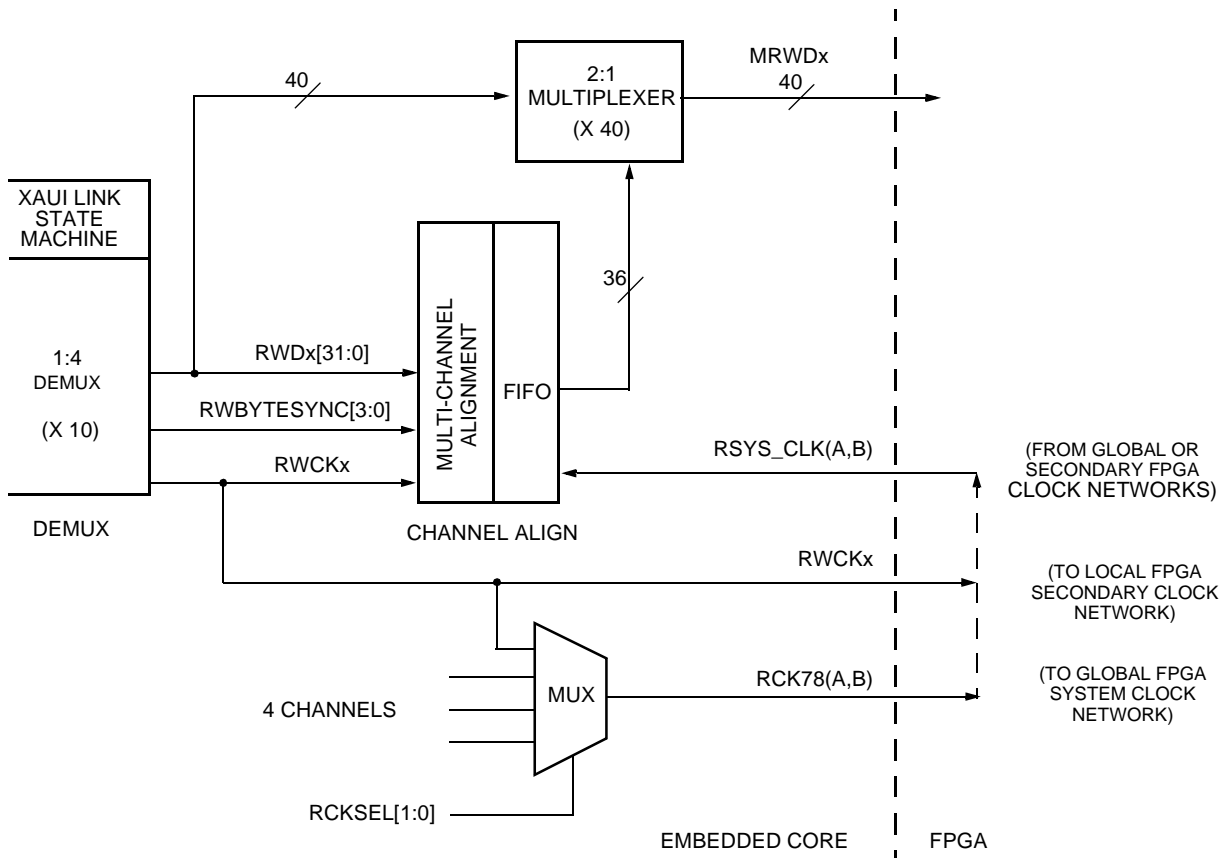 MRWDx
40
40
2:1
MULTIPLEXER
(X 40)
XAUI LINK
STATE
MACHINE
36
1:4
DEMUX
(X 10)
RWDx[31:0]
RWBYTESYNC[3:0]
RWCKx
MULTI-CHANNEL
ALIGNMENT
FIFO
RSYS_CLK(A,B)
(FROM GLOBAL OR
SECONDARY FPGA
CLOCK NETWORKS)
DEMUX
CHANNEL ALIGN
RWCKx
(TO LOCAL FPGA
SECONDARY CLOCK
NETWORK)
4 CHANNELS
MUX
RCK78(A,B)
(TO GLOBAL FPGA
SYSTEM CLOCK
NETWORK)
RCKSEL[1:0]
EMBEDDED CORE
FPGA